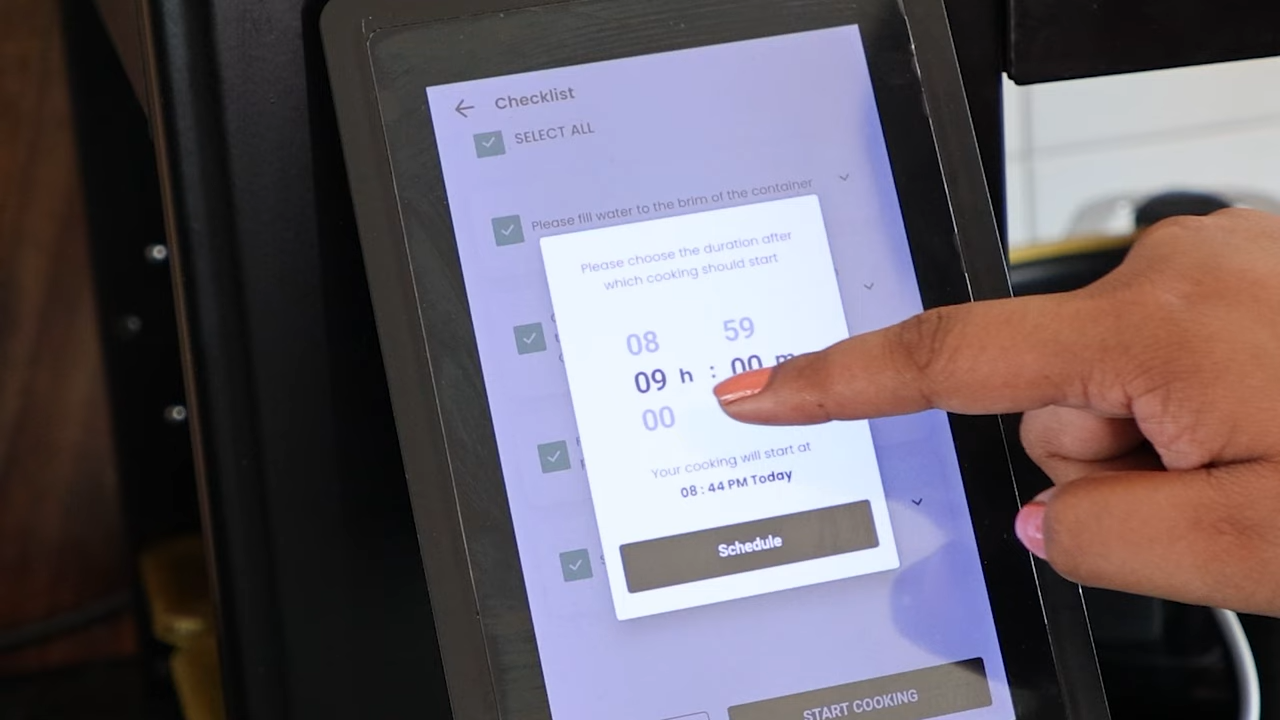 Checklist
SELECT ALL
Please fill water to the brim of the container
Please choose the duration after
which cooking should start
08 59
09 h : 00 m
00
Your cooking will start at
08 : 44 PM Today
Schedule
START COOKING